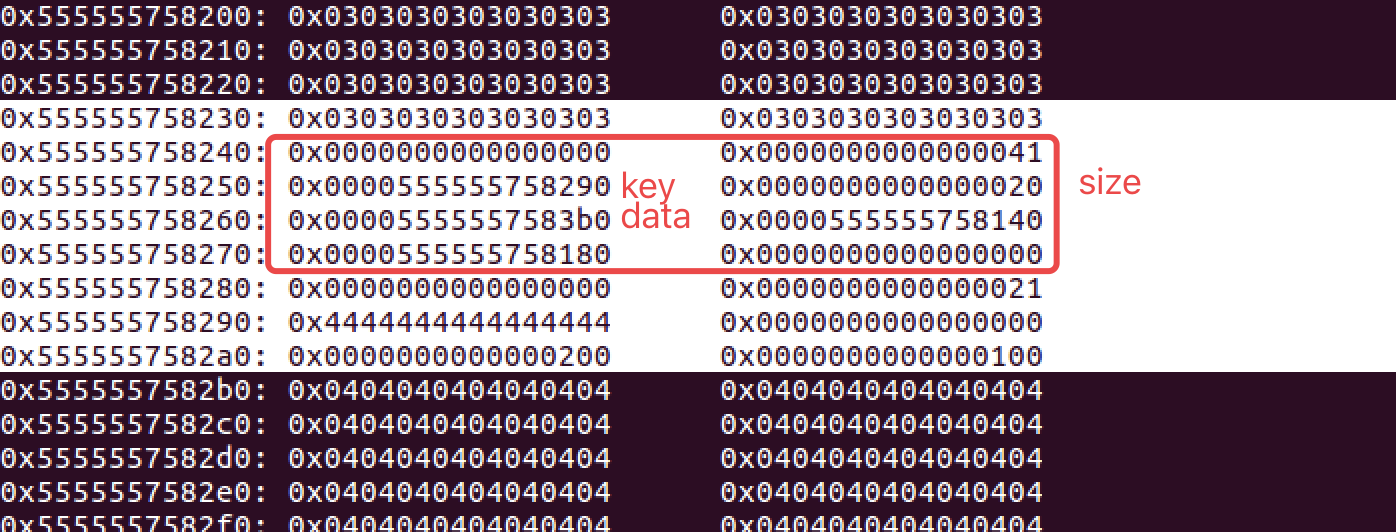 0x555555758200: 0x0303030303030303 0x0303030303030303
0x555555758210: 0x0303030303030303 0x0303030303030303
0x555555758220: 0x0303030303030303 0x0303030303030303
0x555555758230: 0x0303030303030303 0x0303030303030303
0x555555758240: 0x0000000000000000 0x0000000000000041
0x555555758250: 0x0000555555758290 key 0x0000000000000020 size
0x555555758260: 0x00005555557583b0 data 0x0000555555758140
0x555555758270: 0x0000555555758180 0x0000000000000000
0x555555758280: 0x0000000000000000 0x0000000000000021
0x555555758290: 0x4444444444444444 0x0000000000000000
0x5555557582a0: 0x0000000000000200 0x0000000000000100
0x5555557582b0: 0x0404040404040404 0x0404040404040404
0x5555557582c0: 0x0404040404040404 0x0404040404040404
0x5555557582d0: 0x0404040404040404 0x0404040404040404
0x5555557582e0: 0x0404040404040404 0x0404040404040404
0x5555557582f0: 0x0404040404040404 0x0404040404040404